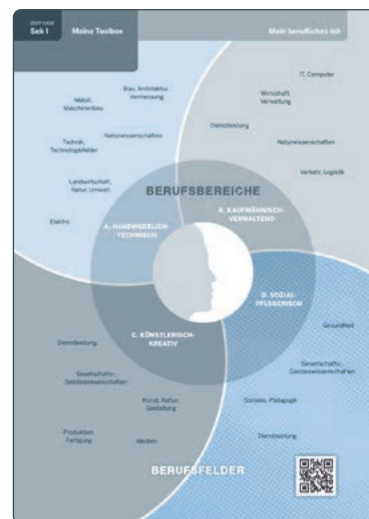 Sek I
Meine Toolbox
Mein berufliches Ich
IT, Computer
Bau, Architektur,
Vermessung
Wirtschaft,
Verwaltung
Metall,
Maschinenbau
Dienstleistung
Technik,
Technologiefelder
Naturwissenschaften
Naturwissenschaften
Verkehr, Logistik
Landwirtschaft,
Natur, Umwelt
BERUFSBEREICHE
Elektro
A. HANDWERKLICH-
TECHNISCH
B. KAUFMÄNNISCH-
VERWALTEND
C. KÜNSTLERISCH-
KREATIV
D. SOZIAL-
PFLEGERISCH
Gesundheit
Dienstleistung
Gesellschafts-,
Geisteswissenschaften
Gesellschafts-,
Geisteswissenschaften
Kunst, Kultur,
Gestaltung
Soziales, Pädagogik
Produktion,
Fertigung
Medien
Dienstleistung
BERUFSFELDER